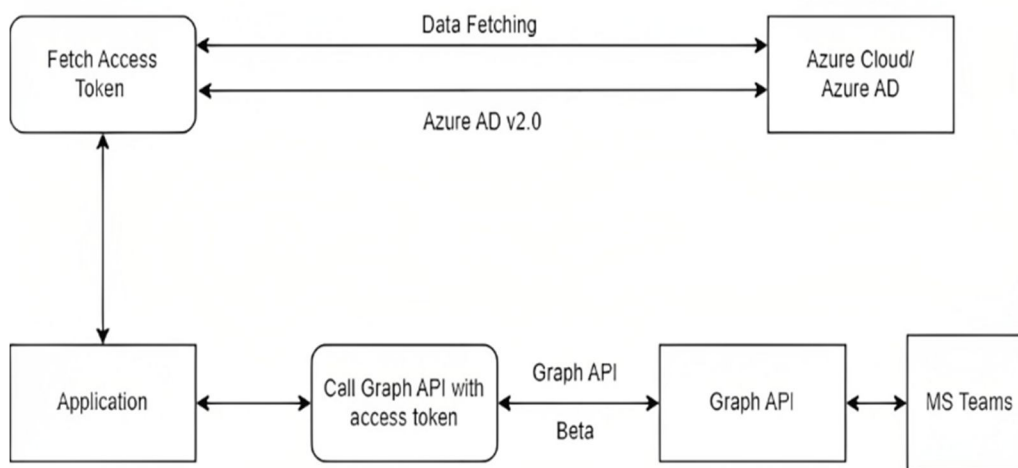 Data Fetching
Fetch Access
Token
Azure Cloud/
Azure AD
Azure AD v2.0
Application
Call Graph API with
access token
Graph API
Beta
Graph API
MS Teams